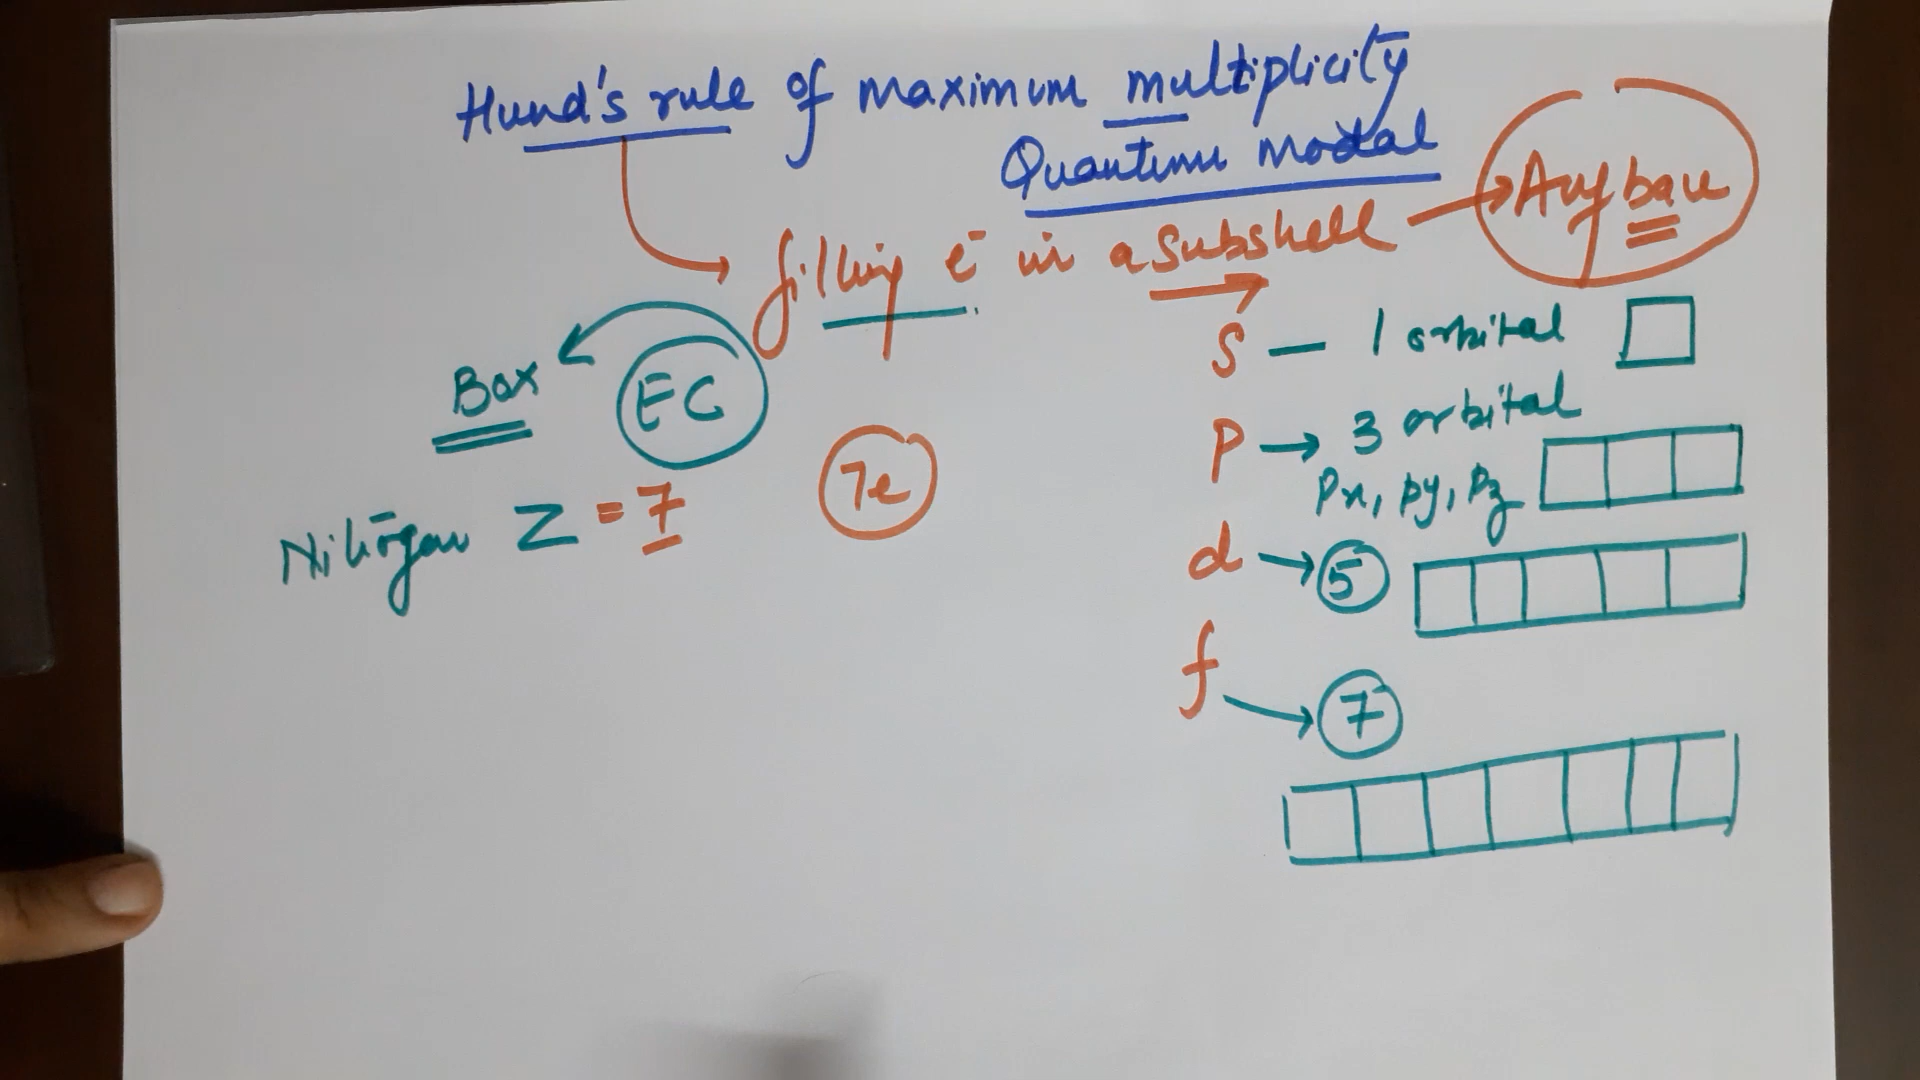 Hund's rule of maximum multiplicity
Quantum Modal
filling e⁻ in a subshell → Aufbau
S — 1 orbital
Box
EC
p → 3 orbital
px, py, pz
7e
Nitrogen Z = 7
d → 5
f → 7